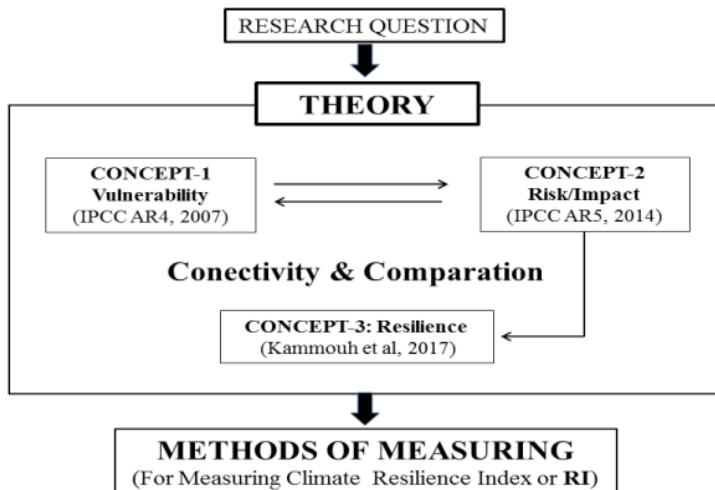 RESEARCH QUESTION
THEORY
CONCEPT-1
Vulnerability
(IPCC AR4, 2007)
CONCEPT-2
Risk/Impact
(IPCC AR5, 2014)
Conectivity & Comparation
CONCEPT-3: Resilience
(Kammouh et al, 2017)
METHODS OF MEASURING
(For Measuring Climate Resilience Index or RI)